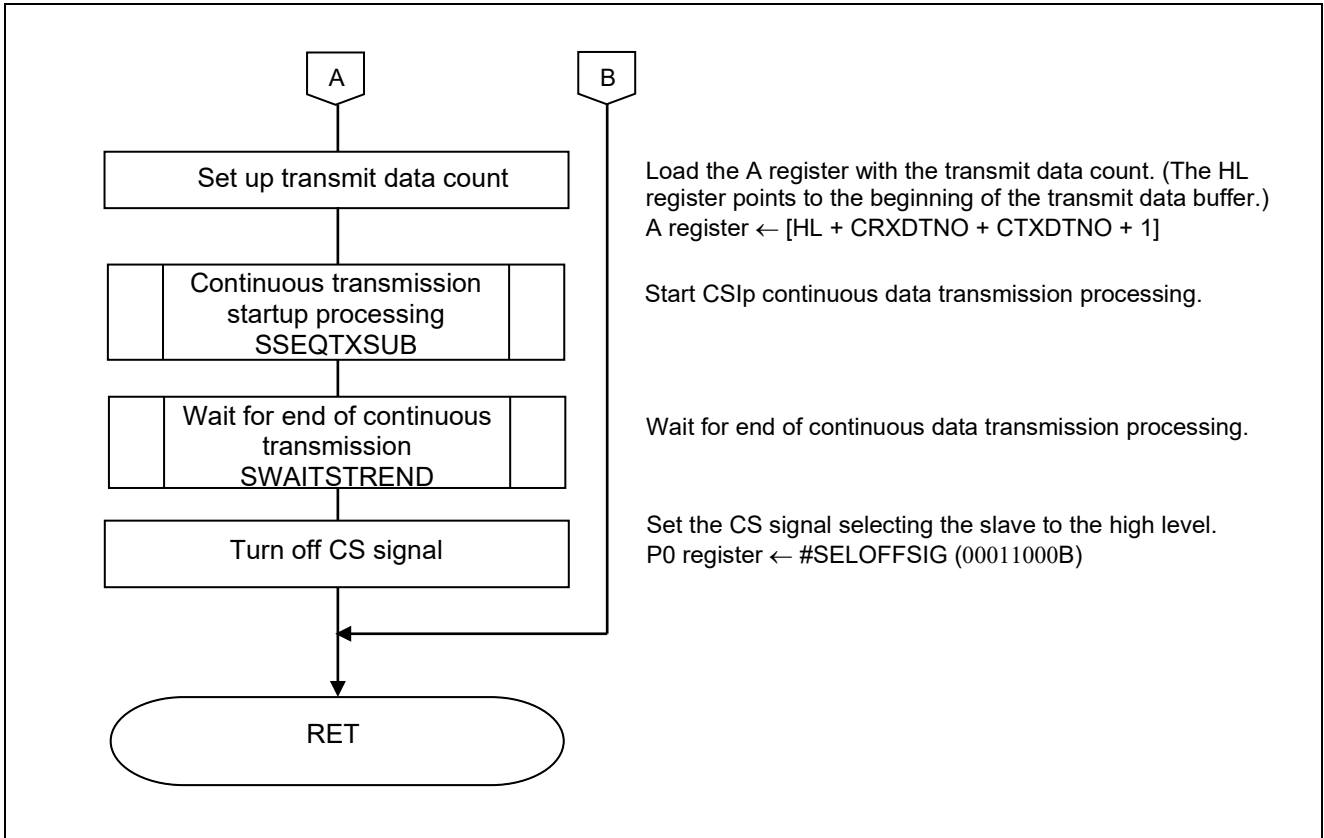 A
B
Set up transmit data count
Load the A register with the transmit data count. (The HL
register points to the beginning of the transmit data buffer.)
A register ← [HL + CRXDTNO + CTXDTNO + 1]
Continuous transmission
startup processing
SSEQTXSUB
Start CSIp continuous data transmission processing.
Wait for end of continuous
transmission
SWAITSTREND
Wait for end of continuous data transmission processing.
Turn off CS signal
Set the CS signal selecting the slave to the high level.
P0 register ← #SELOFFSIG (00011000B)
RET